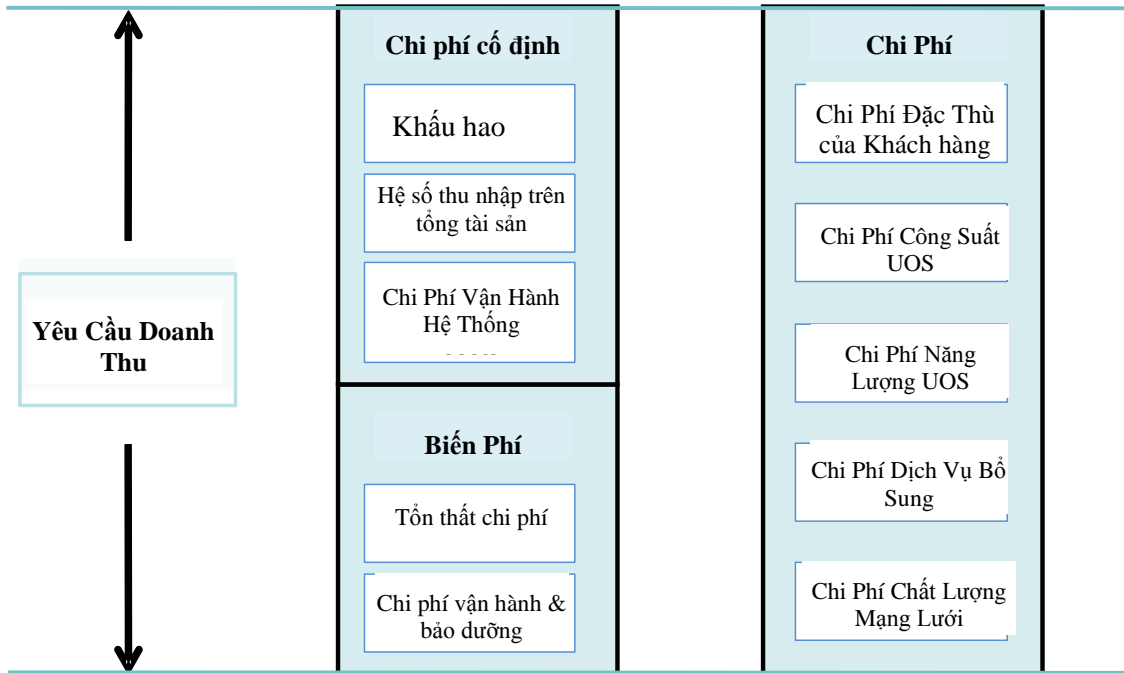 Yêu Cầu Doanh
Thu
Chi phí cố định
Khấu hao
Hệ số thu nhập trên
tổng tài sản
Chi Phí Vận Hành
Hệ Thống
Biến Phí
Tổn thất chi phí
Chi phí vận hành &
bảo dưỡng
Chi Phí
Chi Phí Đặc Thù
của Khách hàng
Chi Phí Công Suất
UOS
Chi Phí Năng
Lượng UOS
Chi Phí Dịch Vụ Bổ
Sung
Chi Phí Chất Lượng
Mạng Lưới